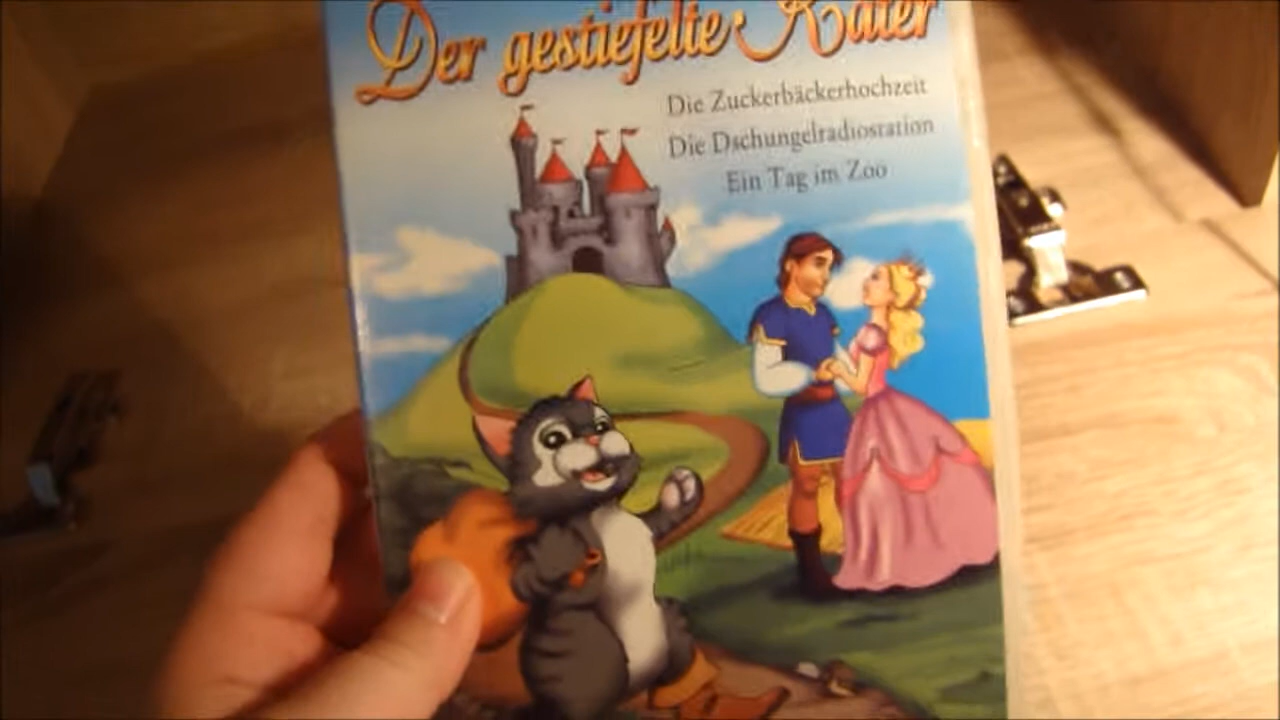 Der gestiefelte Kater
Die Zuckerbäckerhochzeit
Die Dschungelradiostation
Ein Tag im Zoo